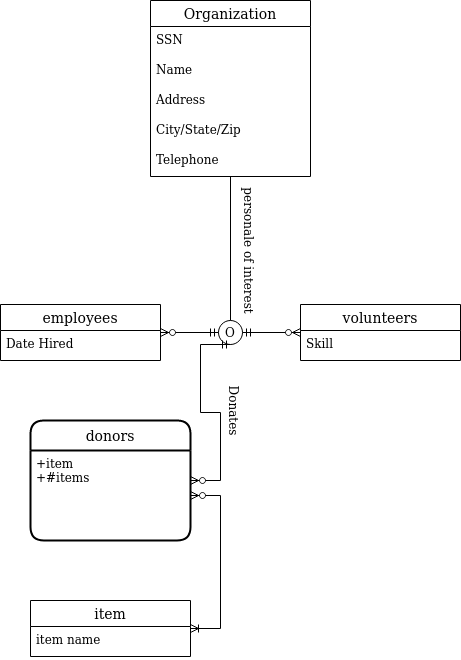 Organization
SSN
Name
Address
City/State/Zip
Telephone
personale of interest
employees
Date Hired
O
volunteers
Skill
Donates
donors
+item
+#items
item
item name